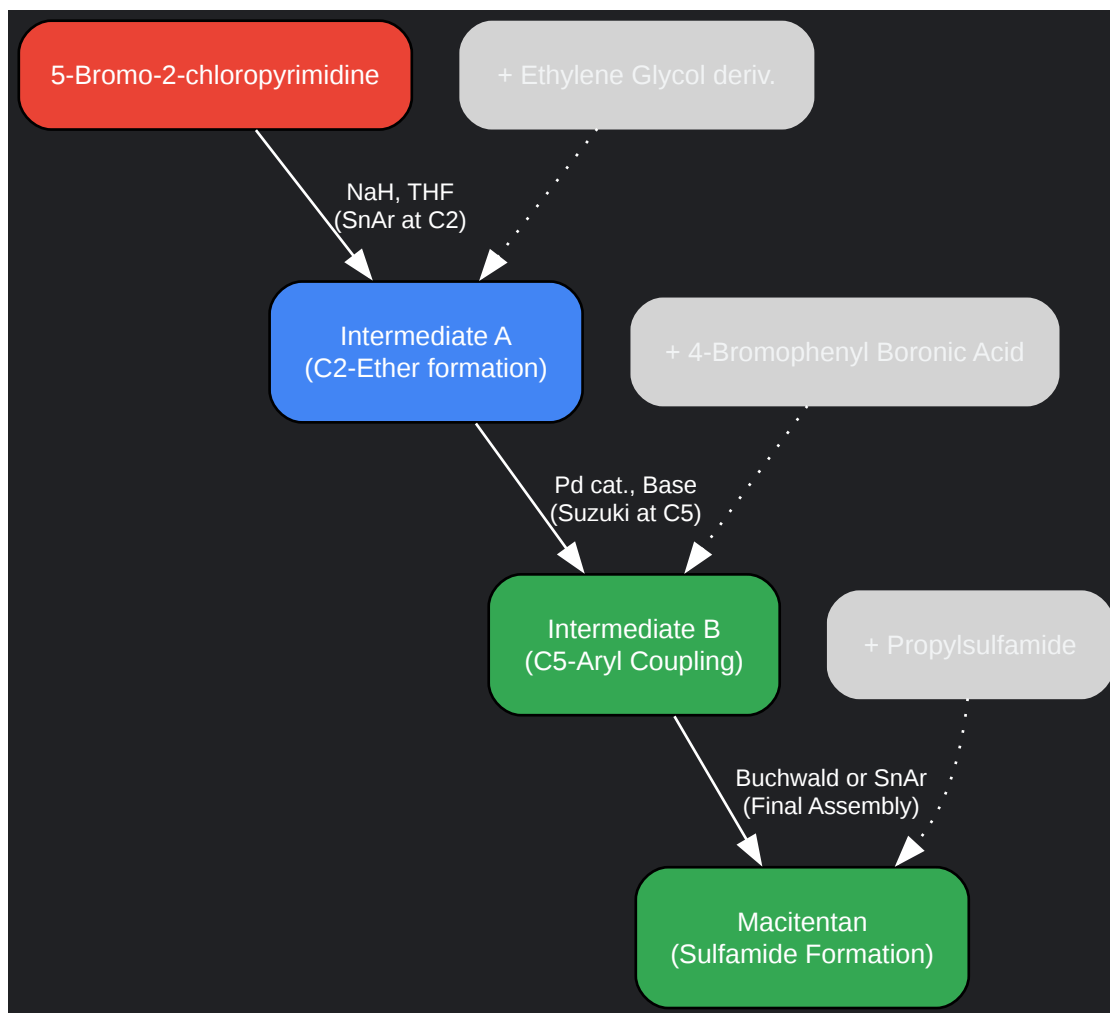 5-Bromo-2-chloropyrimidine
+ Ethylene Glycol deriv.
NaH, THF
(SnAr at C2)
Intermediate A
(C2-Ether formation)
+ 4-Bromophenyl Boronic Acid
Pd cat., Base
(Suzuki at C5)
Intermediate B
(C5-Aryl Coupling)
+ Propylsulfamide
Buchwald or SnAr
(Final Assembly)
Macitentan
(Sulfamide Formation)